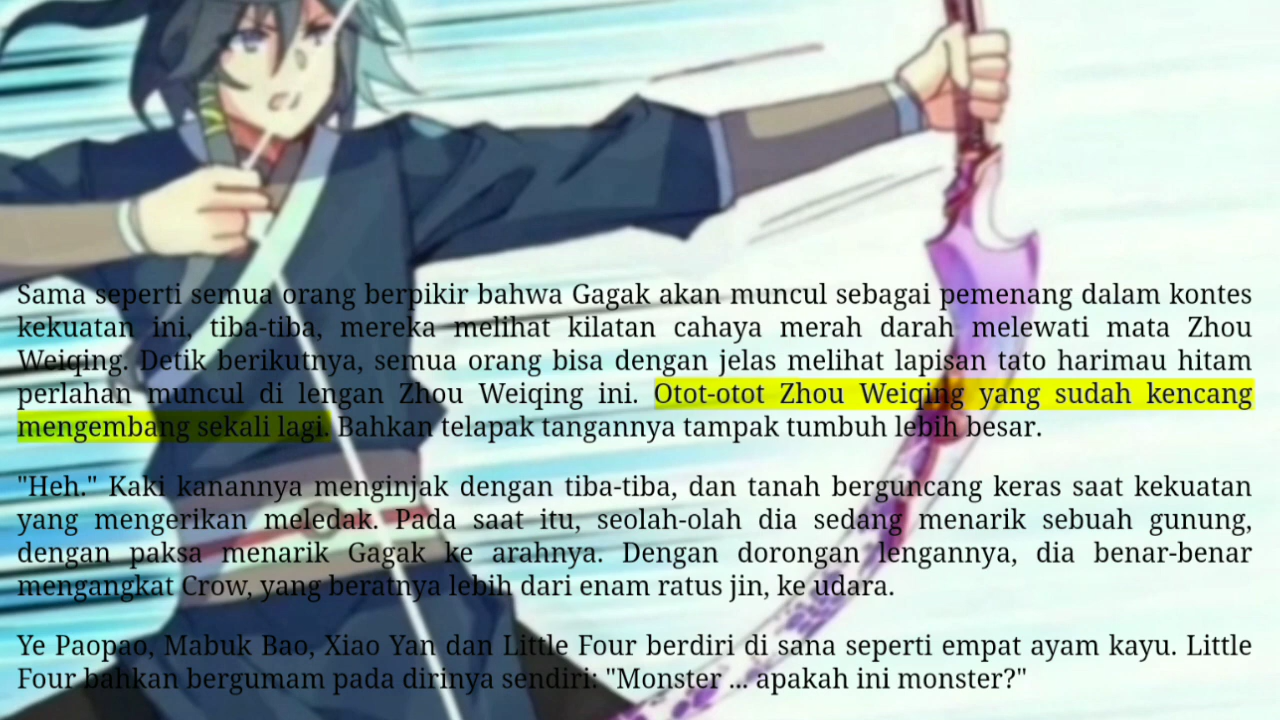 Sama seperti semua orang berpikir bahwa Gagak akan muncul sebagai pemenang dalam kontes
kekuatan ini, tiba-tiba, mereka melihat kilatan cahaya merah darah melewati mata Zhou
Weiqing. Detik berikutnya, semua orang bisa dengan jelas melihat lapisan tato harimau hitam
perlahan muncul di lengan Zhou Weiqing ini. Otot-otot Zhou Weiqing yang sudah kencang
mengembang sekali lagi. Bahkan telapak tangannya tampak tumbuh lebih besar.
"Heh." Kaki kanannya menginjak dengan tiba-tiba, dan tanah berguncang keras saat kekuatan
yang mengerikan meledak. Pada saat itu, seolah-olah dia sedang menarik sebuah gunung,
dengan paksa menarik Gagak ke arahnya. Dengan dorongan lengannya, dia benar-benar
mengangkat Crow, yang beratnya lebih dari enam ratus jin, ke udara.
Ye Paopao, Mabuk Bao, Xiao Yan dan Little Four berdiri di sana seperti empat ayam kayu. Little
Four bahkan bergumam pada dirinya sendiri: "Monster ... apakah ini monster?"